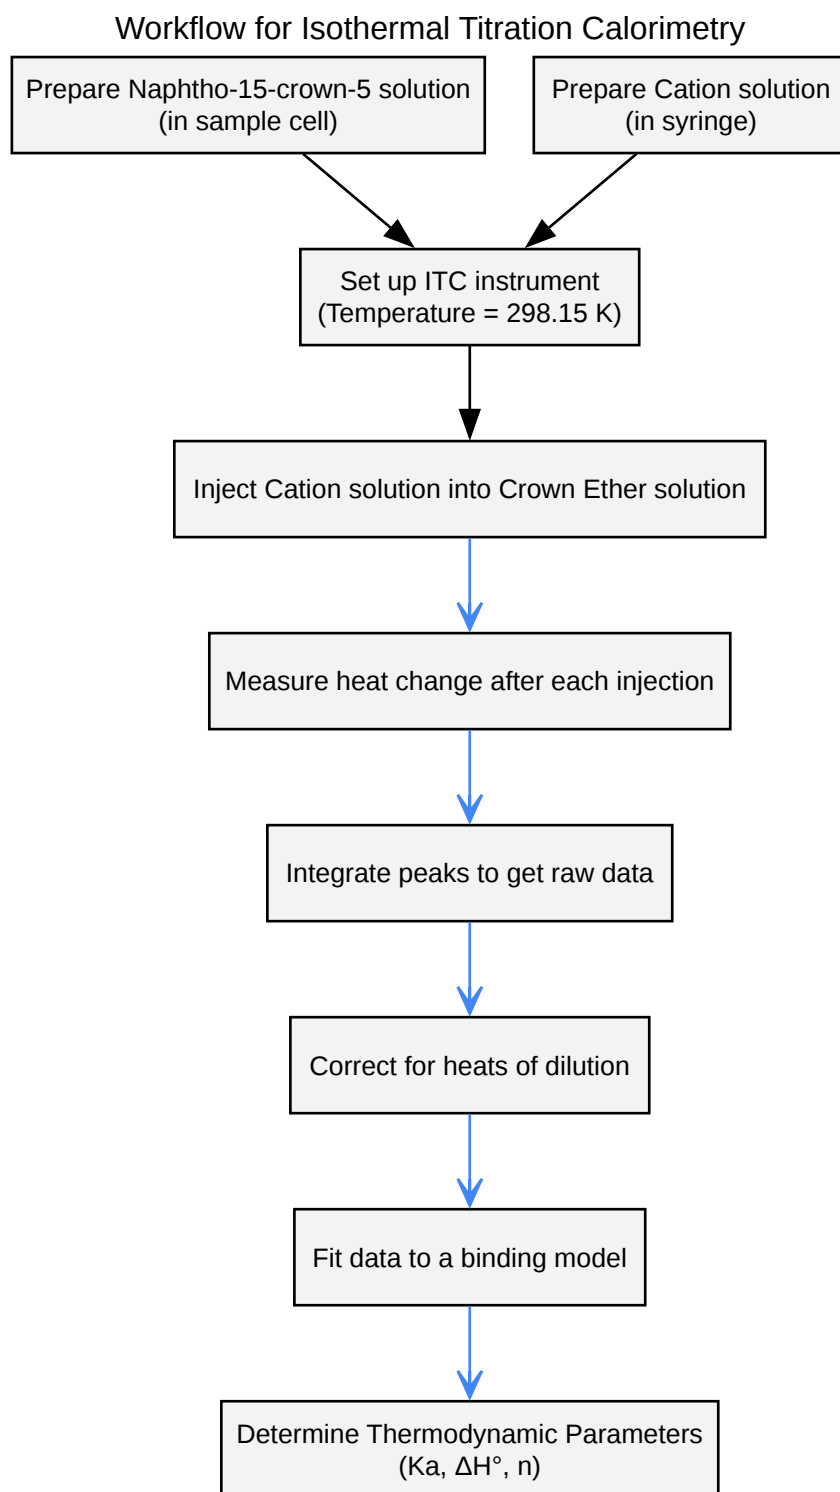 Workflow for Isothermal Titration Calorimetry
Prepare Naphtho-15-crown-5 solution
(in sample cell)
Prepare Cation solution
(in syringe)
Set up ITC instrument
(Temperature = 298.15 K)
Inject Cation solution into Crown Ether solution
Measure heat change after each injection
Integrate peaks to get raw data
Correct for heats of dilution
Fit data to a binding model
Determine Thermodynamic Parameters
(Ka, ΔH°, n)